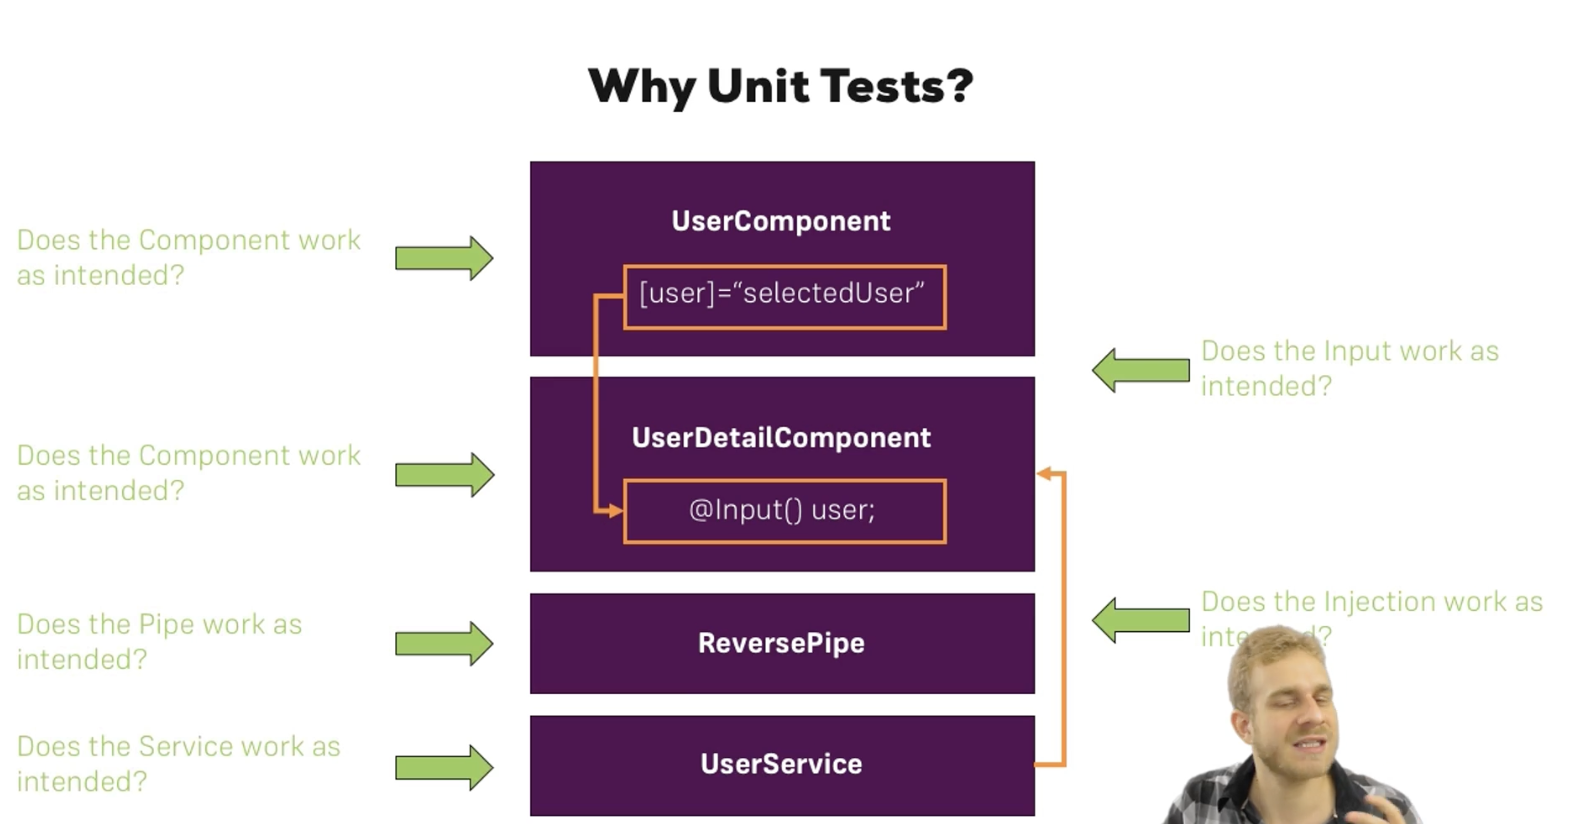 Why Unit Tests?
UserComponent
[user]=“selectedUser”
Does the Component work
as intended?
Does the Input work as
intended?
UserDetailComponent
@Input() user;
Does the Component work
as intended?
Does the Injection work as
ReversePipe
Does the Pipe work as
intended?
UserService
Does the Service work as
intended?